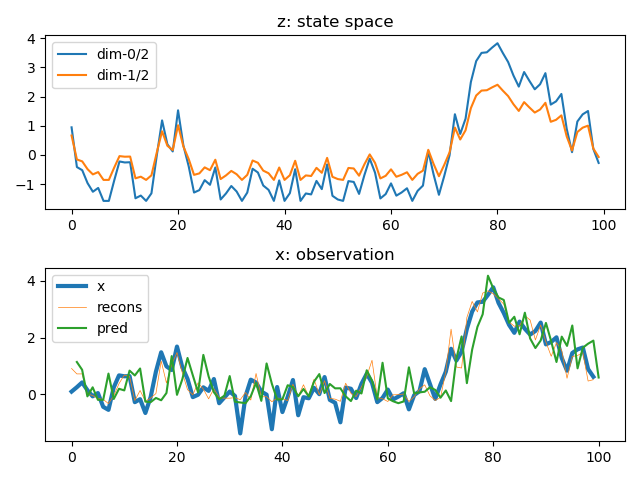 z: state space
4
3
2
1
0
−1
dim-0/2
dim-1/2
0 20 40 60 80 100
x: observation
4
2
0
x
recons
pred
0 20 40 60 80 100